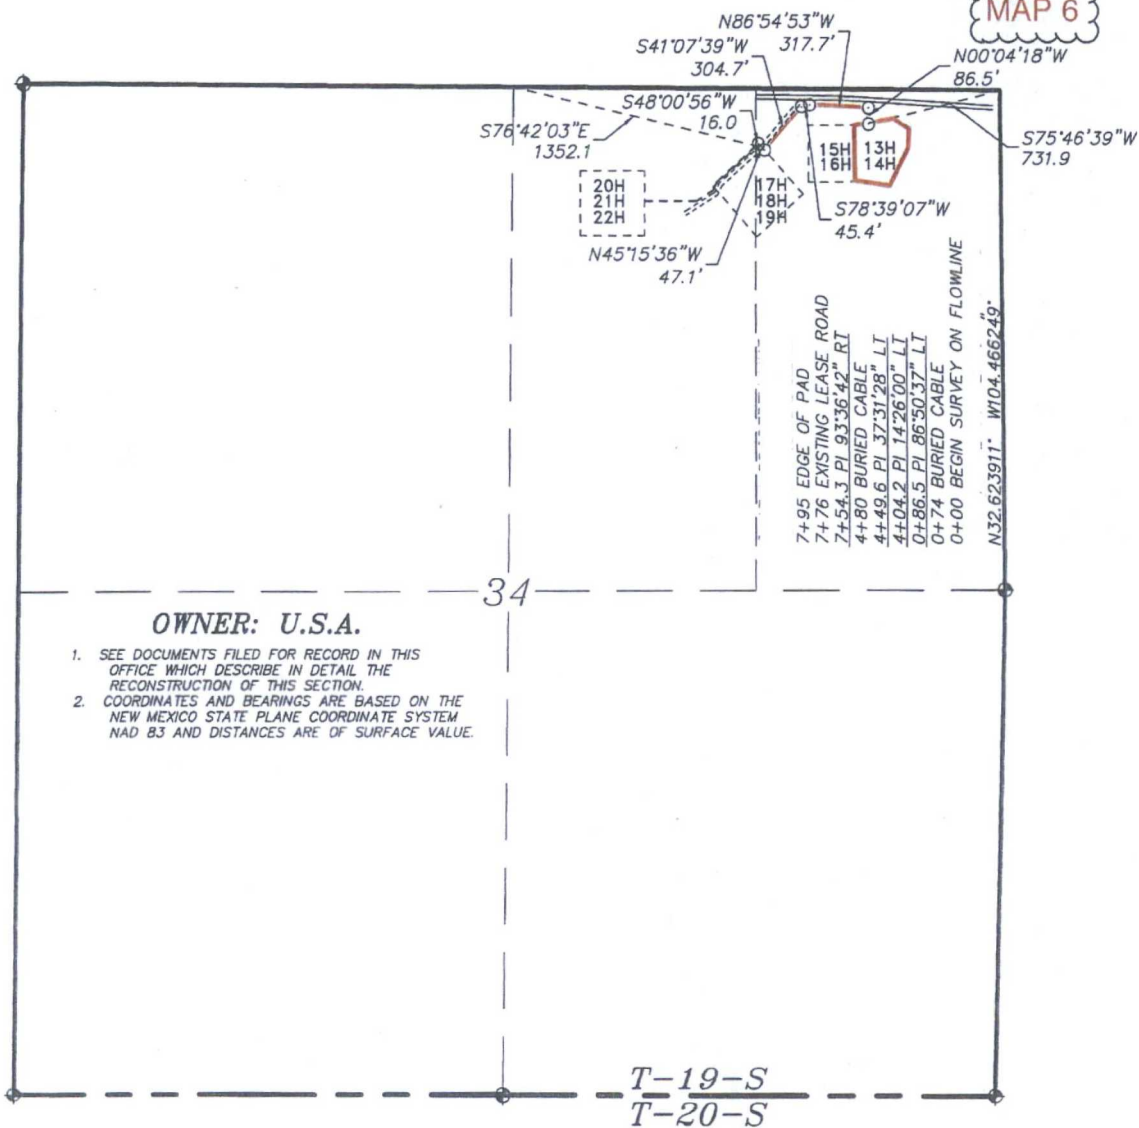 MAP 6
N86°54'53"W
317.7'
S41°07'39"W
304.7'
N00°04'18"W
86.5'
S48°00'56"W
16.0
S76°42'03"E
1352.1
S75°46'39"W
731.9
15H
16H
13H
14H
20H
21H
22H
17H
18H
19H
S78°39'07"W
45.4'
N45°15'36"W
47.1'
7+95 EDGE OF PAD
7+76 EXISTING LEASE ROAD
7+54.3 PI 93°36'42" RT
4+80 BURIED CABLE
4+49.6 PI 37°31'28" LT
4+04.2 PI 14°26'00" LT
0+86.5 PI 86°50'37" LT
0+74 BURIED CABLE
0+00 BEGIN SURVEY ON FLOWLINE
N32.623911° W104.466249°
34
OWNER: U.S.A.
1. SEE DOCUMENTS FILED FOR RECORD IN THIS
OFFICE WHICH DESCRIBE IN DETAIL THE
RECONSTRUCTION OF THIS SECTION.
2. COORDINATES AND BEARINGS ARE BASED ON THE
NEW MEXICO STATE PLANE COORDINATE SYSTEM
NAD 83 AND DISTANCES ARE OF SURFACE VALUE.
T-19-S
T-20-S